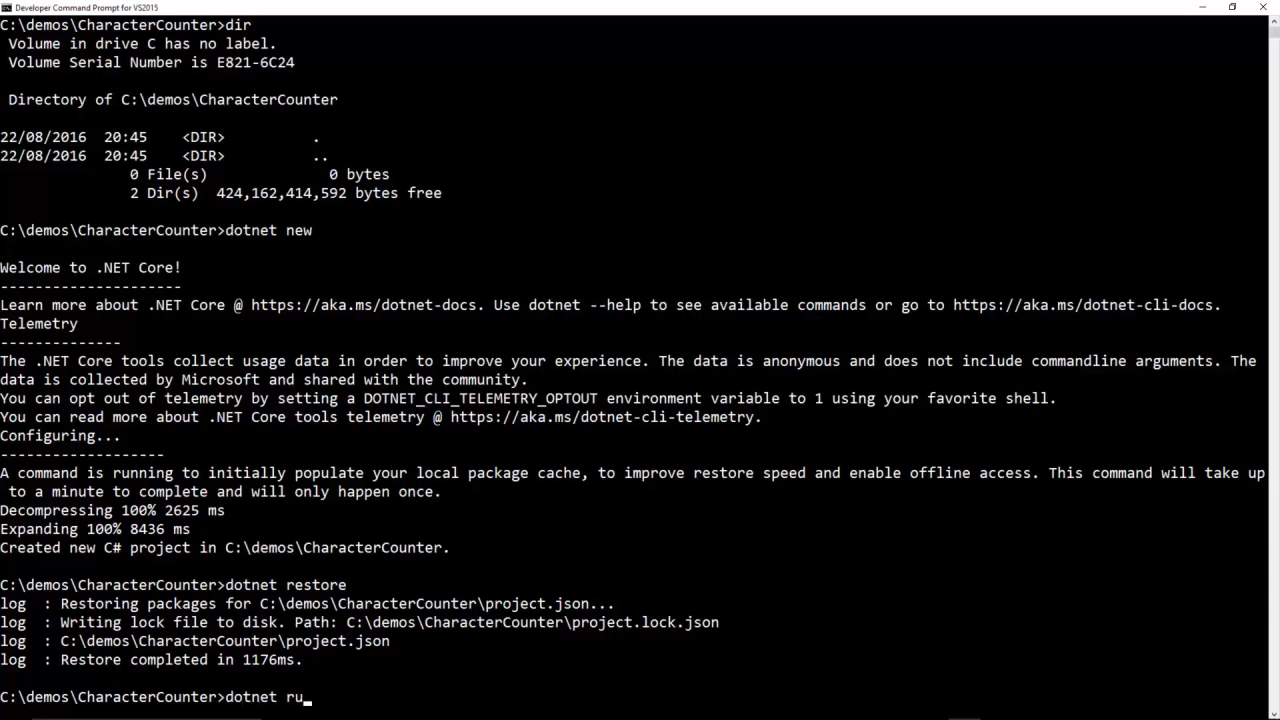 Developer Command Prompt for VS2015
C:\demos\CharacterCounter>dir
Volume in drive C has no label.
Volume Serial Number is E821-6C24
Directory of C:\demos\CharacterCounter
22/08/2016  20:45    <DIR>          .
22/08/2016  20:45    <DIR>          ..
0 File(s)              0 bytes
2 Dir(s)  424,162,414,592 bytes free
C:\demos\CharacterCounter>dotnet new
Welcome to .NET Core!
---------------------
Learn more about .NET Core @ https://aka.ms/dotnet-docs. Use dotnet --help to see available commands or go to https://aka.ms/dotnet-cli-docs.
Telemetry
--------------
The .NET Core tools collect usage data in order to improve your experience. The data is anonymous and does not include commandline arguments. The
data is collected by Microsoft and shared with the community.
You can opt out of telemetry by setting a DOTNET_CLI_TELEMETRY_OPTOUT environment variable to 1 using your favorite shell.
You can read more about .NET Core tools telemetry @ https://aka.ms/dotnet-cli-telemetry.
Configuring...
-------------------
A command is running to initially populate your local package cache, to improve restore speed and enable offline access. This command will take up
to a minute to complete and will only happen once.
Decompressing 100% 2625 ms
Expanding 100% 8436 ms
Created new C# project in C:\demos\CharacterCounter.
C:\demos\CharacterCounter>dotnet restore
log  : Restoring packages for C:\demos\CharacterCounter\project.json...
log  : Writing lock file to disk. Path: C:\demos\CharacterCounter\project.lock.json
log  : C:\demos\CharacterCounter\project.json
log  : Restore completed in 1176ms.
C:\demos\CharacterCounter>dotnet ru